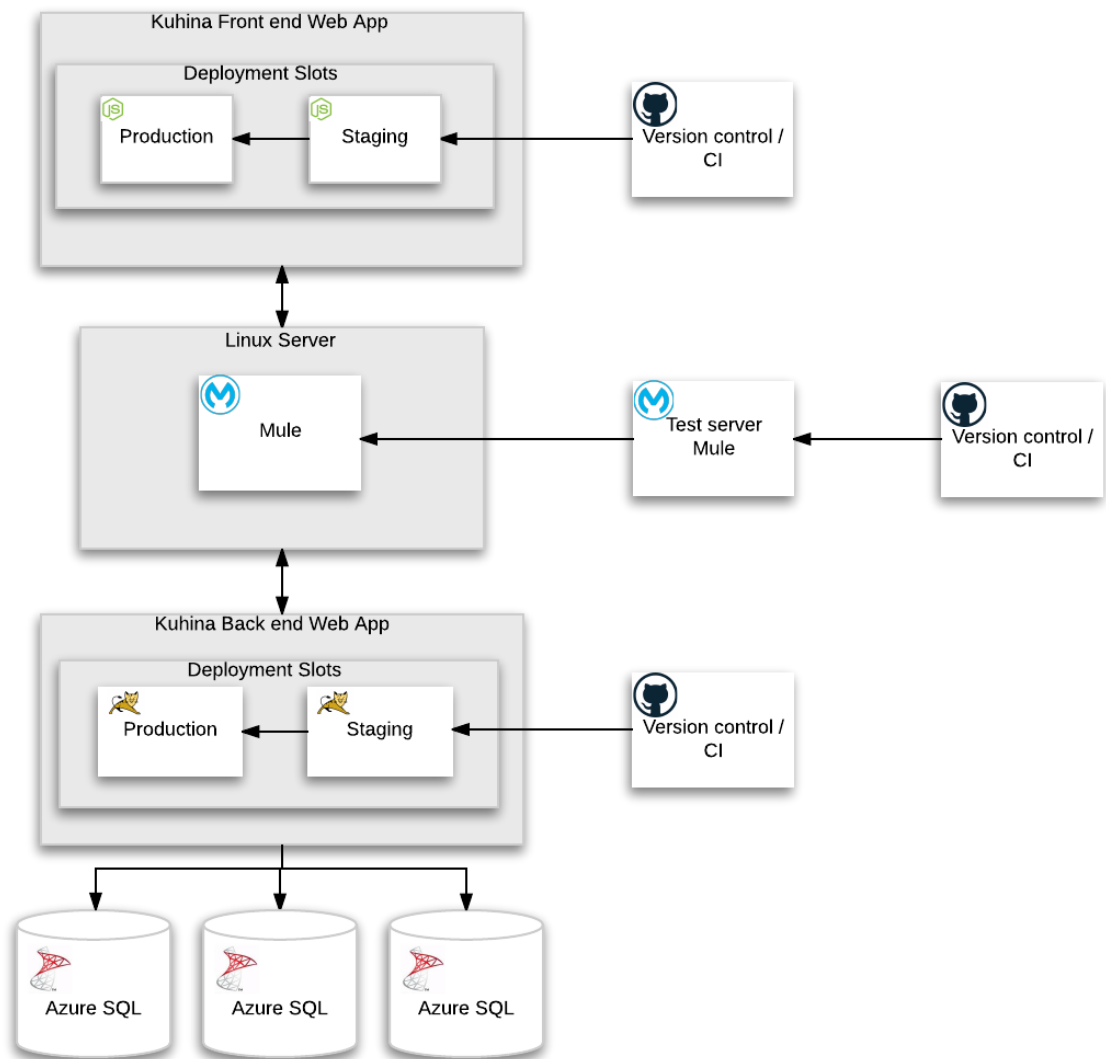 Kuhina Front end Web App
Deployment Slots
JS
Production
JS
Staging
Version control /
CI
Linux Server
Mule
Test server
Mule
Version control /
CI
Kuhina Back end Web App
Deployment Slots
Production
Staging
Version control /
CI
Azure SQL
Azure SQL
Azure SQL